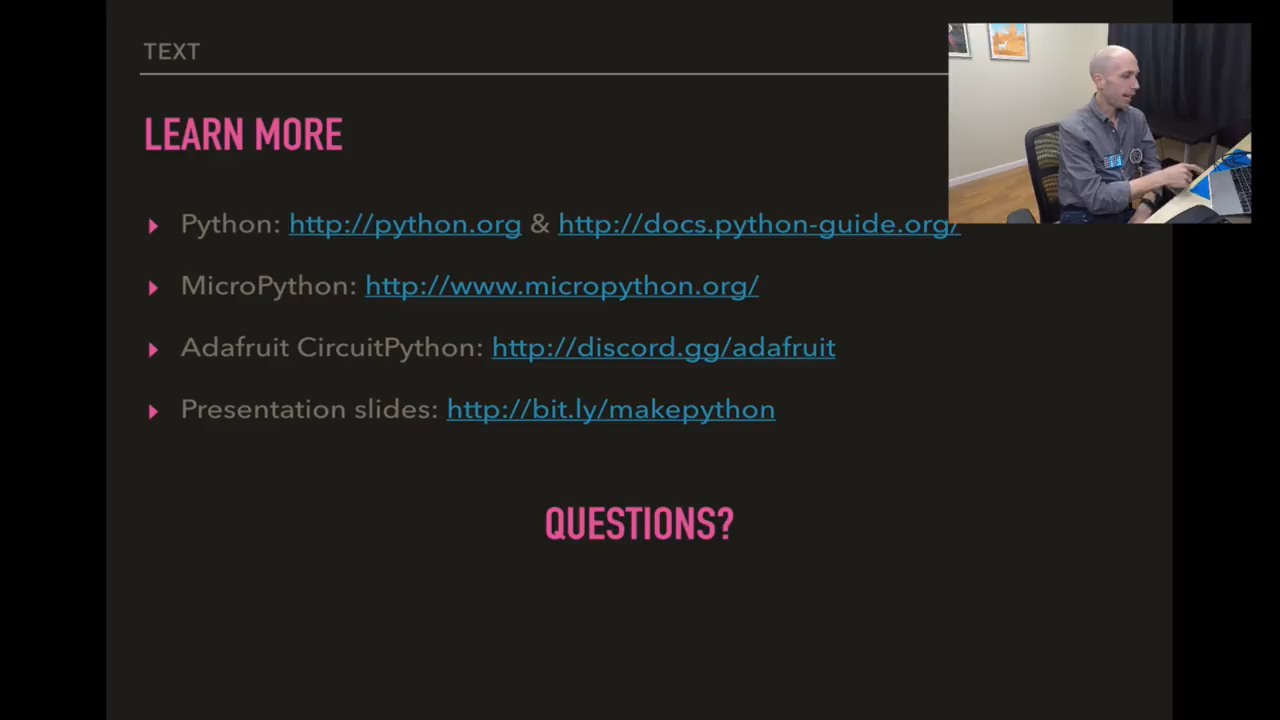 TEXT
LEARN MORE
Python: http://python.org & http://docs.python-guide.org/
MicroPython: http://www.micropython.org/
Adafruit CircuitPython: http://discord.gg/adafruit
Presentation slides: http://bit.ly/makepython
QUESTIONS?